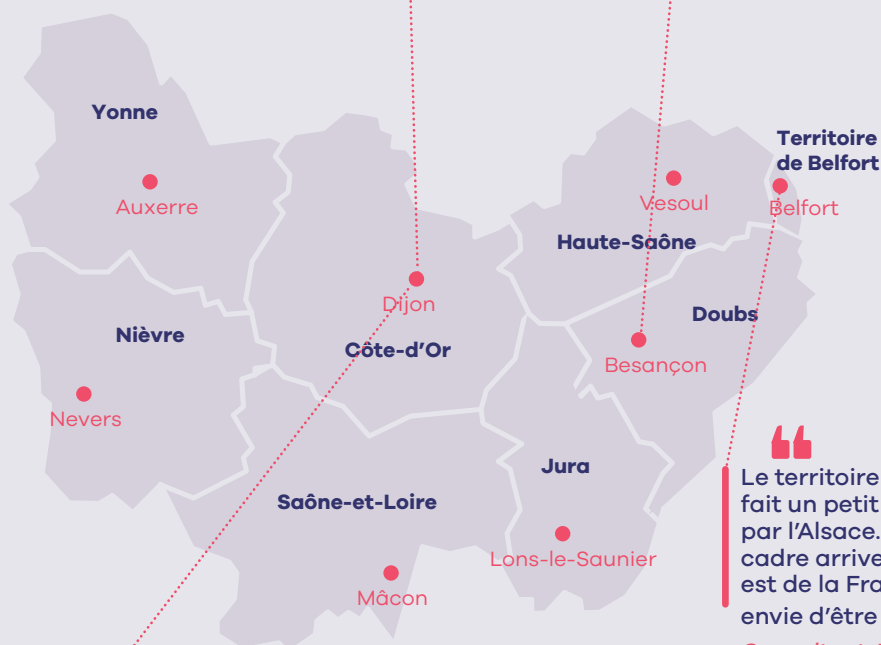 Yonne
Auxerre
Territoire
de Belfort
Vesoul
Belfort
Haute-Saône
Dijon
Doubs
Nièvre
Côte-d'Or
Besançon
Nevers
Jura
Saône-et-Loire
Lons-le-Saunier
Mâcon
❝
Le territoire
fait un petit
par l'Alsace.
cadre arrive
est de la Fra
envie d'être